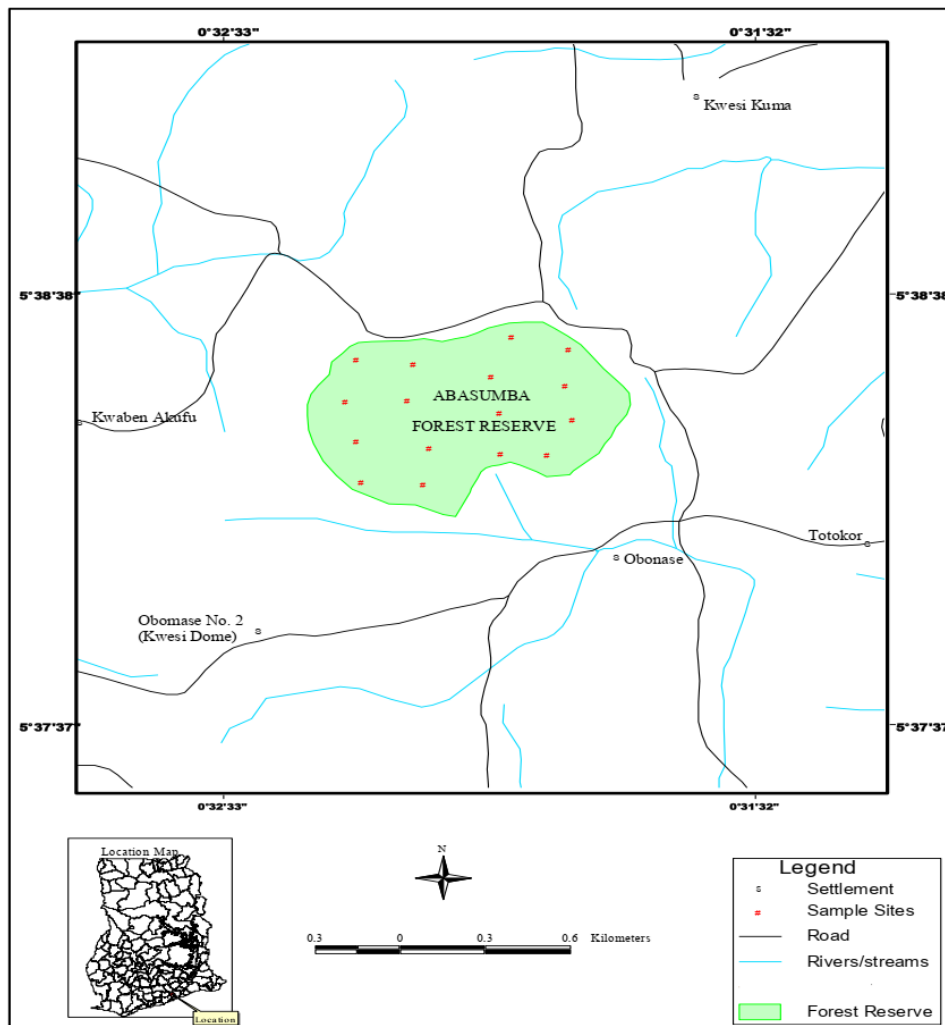 0°32'33"
0°31'32"
Kwesi Kuma
5°38'38"
5°38'38
ABASUMBA
FOREST RESERVE
Kwaben Akufu
Totokor
Obonase
Obomase No. 2
(Kwesi Dome)
5°37'37"
5°37'37
0°32'33"
0°31'32"
Location Map
N
0.3 0 0.3 0.6 Kilometers
Location
Legend
Settlement
Sample Sites
Road
Rivers/streams
Forest Reserve